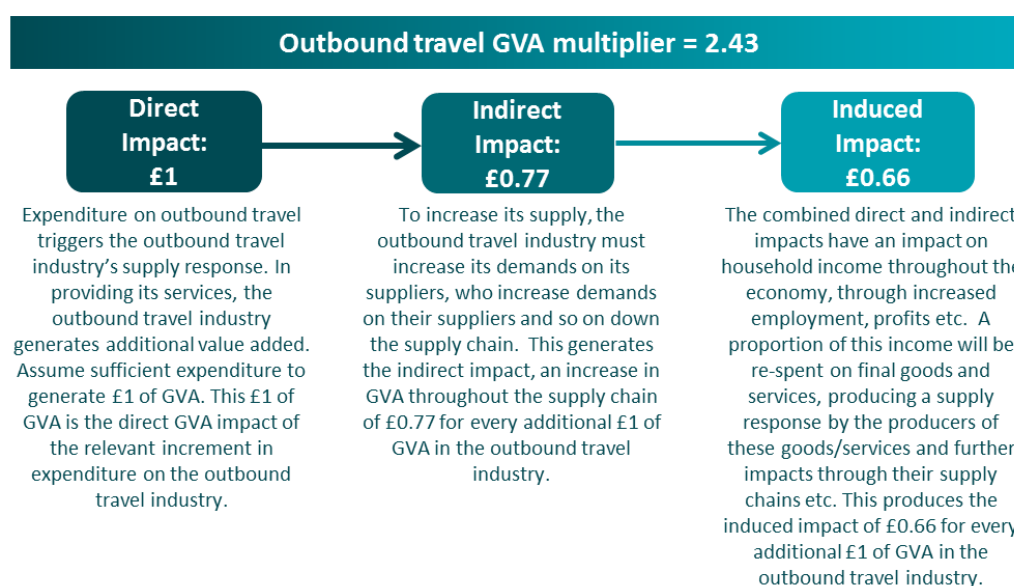 Outbound travel GVA multiplier = 2.43
Direct
Impact:
£1
Indirect
Impact:
£0.77
Induced
Impact:
£0.66
Expenditure on outbound travel
triggers the outbound travel
industry's supply response. In
providing its services, the
outbound travel industry
generates additional value added.
Assume sufficient expenditure to
generate £1 of GVA. This £1 of
GVA is the direct GVA impact of
the relevant increment in
expenditure on the outbound
travel industry.
To increase its supply, the
outbound travel industry must
increase its demands on its
suppliers, who increase demands
on their suppliers and so on down
the supply chain.  This generates
the indirect impact, an increase in
GVA throughout the supply chain
of £0.77 for every additional £1 of
GVA in the outbound travel
industry.
The combined direct and indirect
impacts have an impact on
household income throughout the
economy, through increased
employment, profits etc.  A
proportion of this income will be
re-spent on final goods and
services, producing a supply
response by the producers of
these goods/services and further
impacts through their supply
chains etc. This produces the
induced impact of £0.66 for every
additional £1 of GVA in the
outbound travel industry.